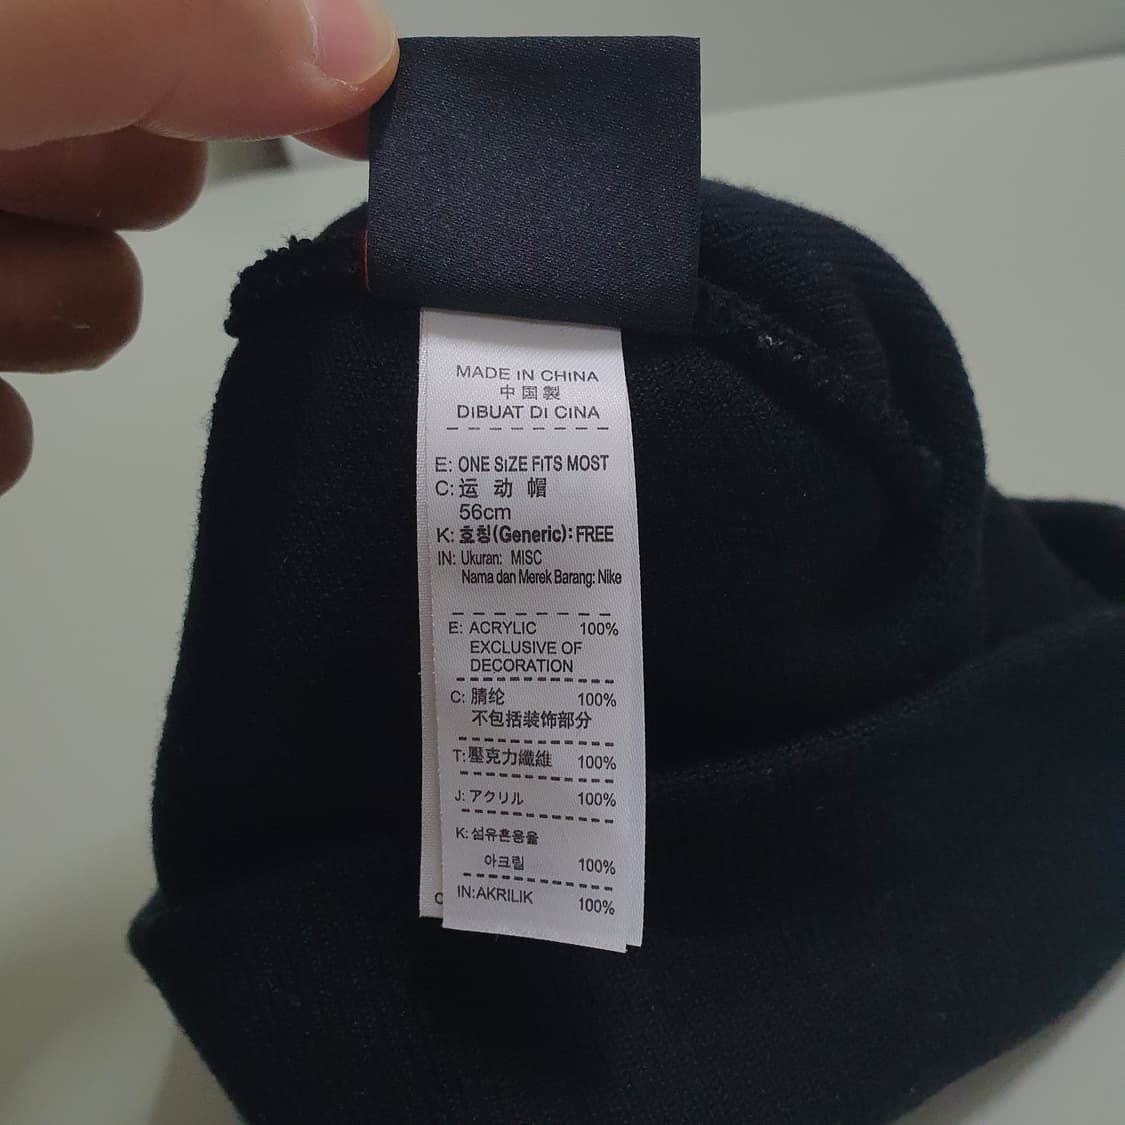 MADE IN CHINA
中国製
DIBUAT DI CINA
E: ONE SIZE FITS MOST
C: 运动帽
56cm
K: 호칭(Generic): FREE
IN: Ukuran: MISC
Nama dan Merek Barang: Nike
E: ACRYLIC 100%
EXCLUSIVE OF
DECORATION
C: 腈纶 100%
不包括装饰部分
T: 壓克力纖維 100%
J: アクリル 100%
K: 섬유혼용율
아크릴 100%
IN: AKRILIK 100%